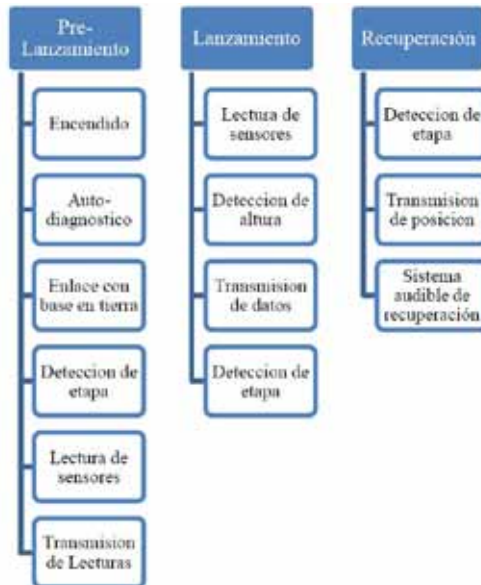 Pre-
Lanzamiento
Encendido
Auto-
diagnostico
Enlace con
base en tierra
Deteccion de
etapa
Lectura de
sensores
Transmision
de Lecturas
Lanzamiento
Lectura de
sensores
Deteccion de
altura
Transmision
de datos
Deteccion de
etapa
Recuperación
Deteccion de
etapa
Transmision
de posicion
Sistema
audible de
recuperación